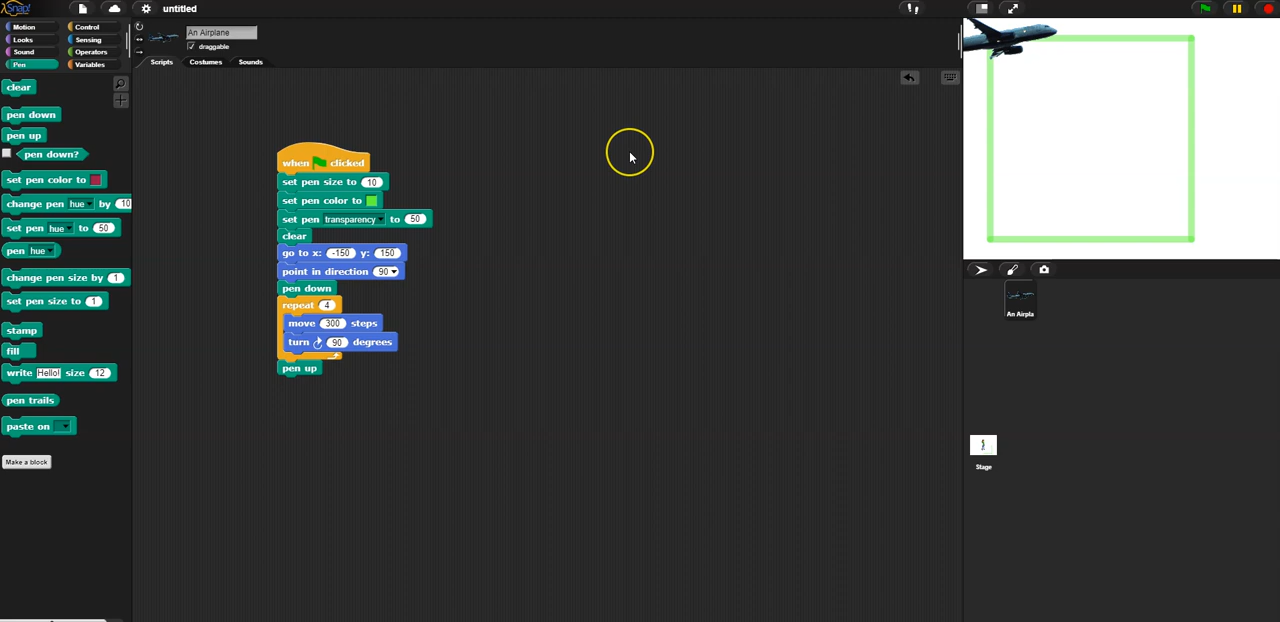 Snap!
untitled
Motion
Control
Looks
Sensing
Sound
Operators
Pen
Variables
An Airplane
draggable
Scripts
Costumes
Sounds
clear
pen down
pen up
pen down?
set pen color to
change pen hue by 10
set pen hue to 50
pen hue
change pen size by 1
set pen size to 1
stamp
fill
write Hello! size 12
pen trails
paste on
Make a block
when clicked
set pen size to 10
set pen color to
set pen transparency to 50
clear
go to x: -150 y: 150
point in direction 90
pen down
repeat 4
move 300 steps
turn 90 degrees
pen up
An Airpla
Stage